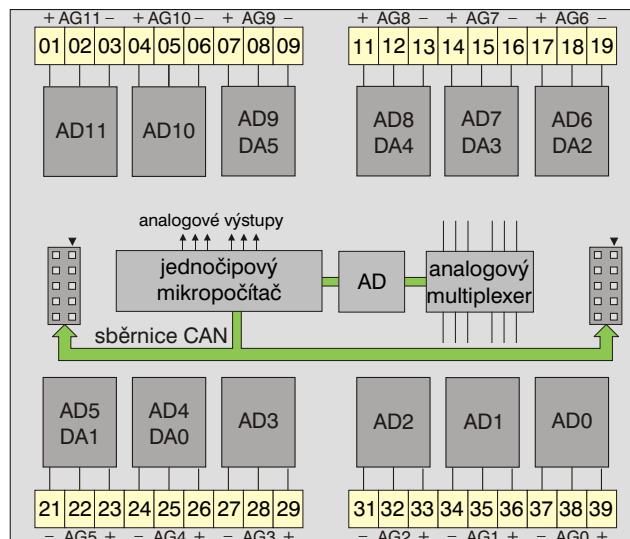 + AG11 − + AG10 − + AG9 − + AG8 − + AG7 − + AG6 −
01 02 03 04 05 06 07 08 09 11 12 13 14 15 16 17 18 19
AD11 AD10 AD9 AD8 AD7 AD6
DA5 DA4 DA3 DA2
analogové výstupy
jednočipový AD analogový
mikropočítač multiplexer
sběrnice CAN
AD5 AD4 AD3 AD2 AD1 AD0
DA1 DA0
21 22 23 24 25 26 27 28 29 31 32 33 34 35 36 37 38 39
− AG5 + − AG4 + − AG3 + − AG2 + − AG1 + − AG0 +